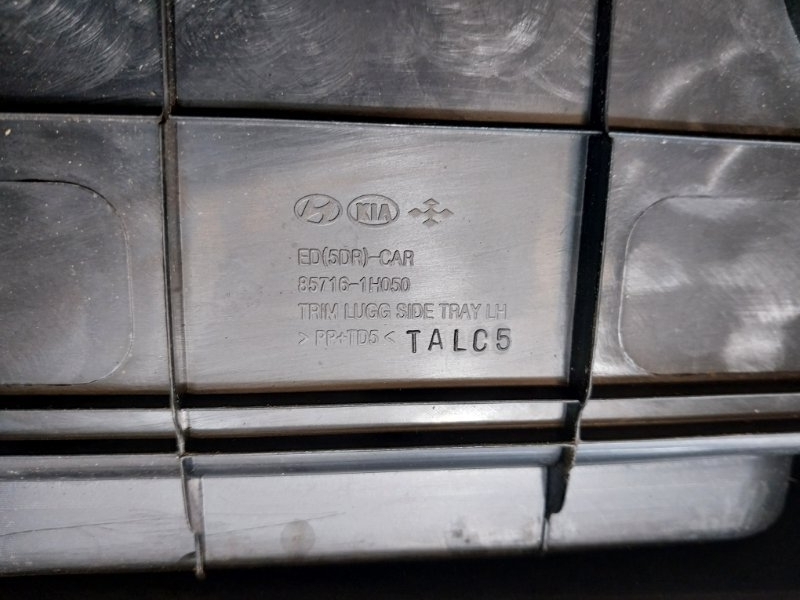 KIA
ED(5DR)-CAR
85716-1H050
TRIM LUGG SIDE TRAY LH
> PP+TD5 < TALC5